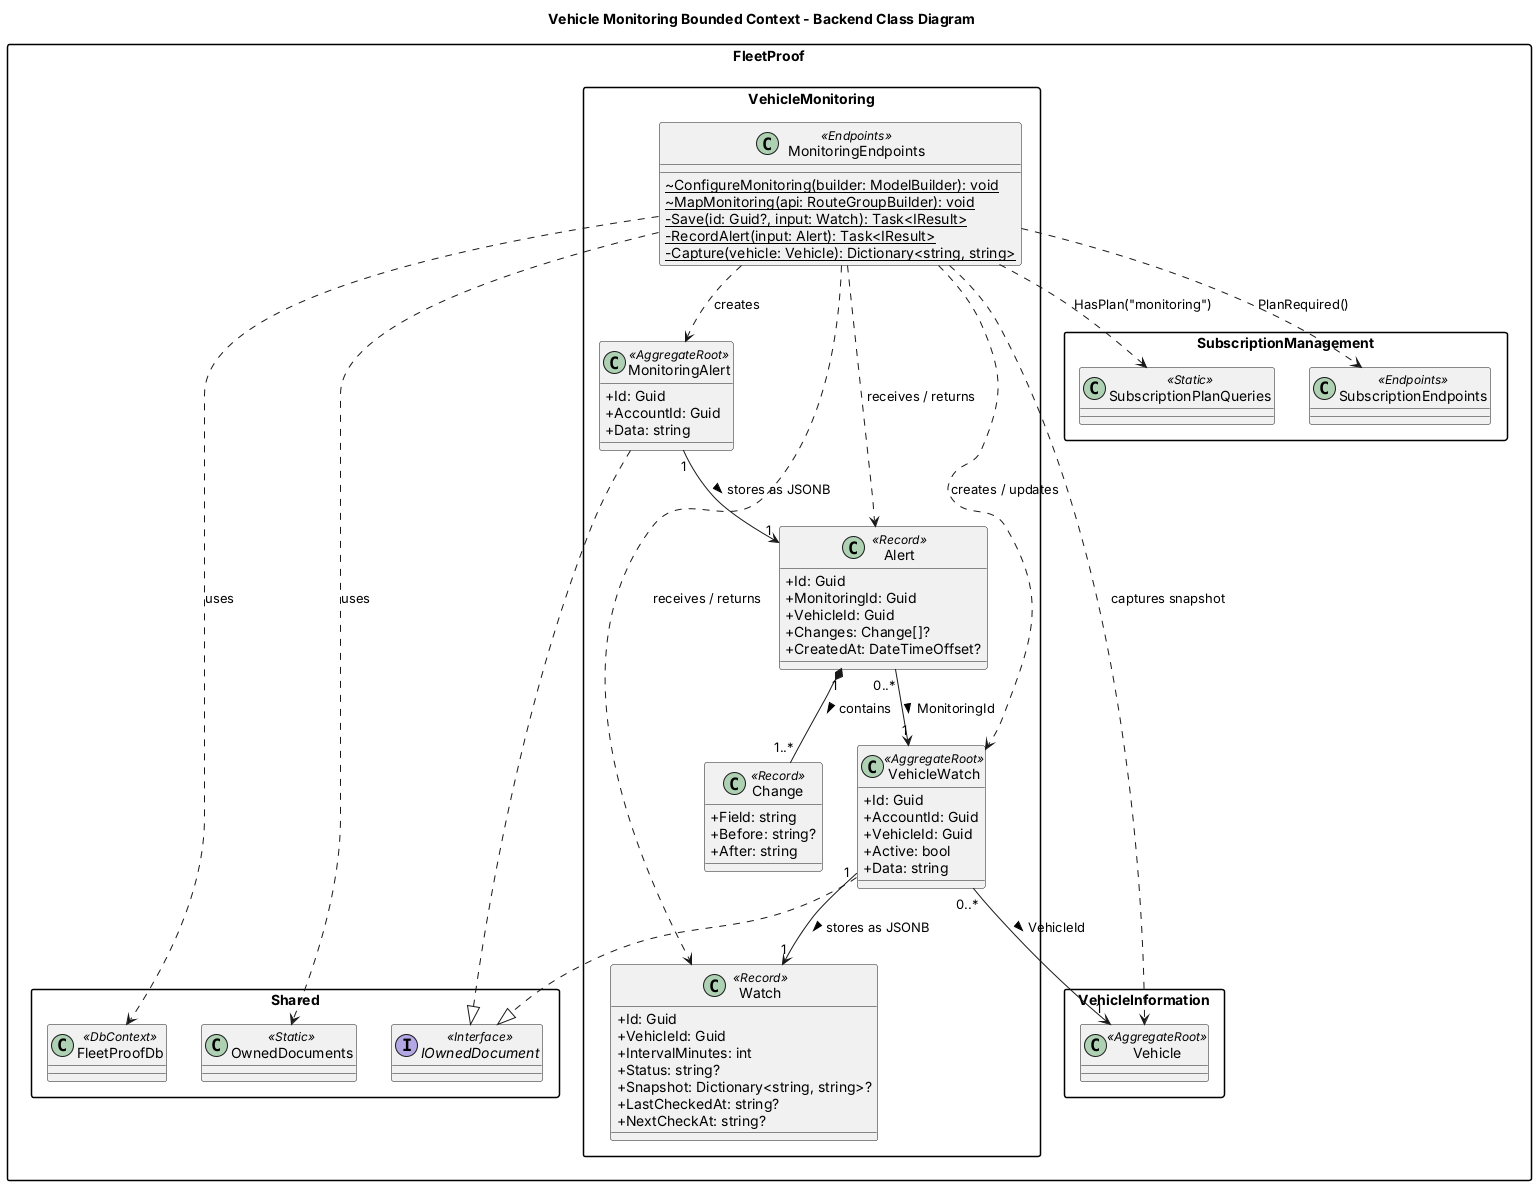 Vehicle Monitoring Bounded Context - Backend Class Diagram
FleetProof
VehicleMonitoring
C
«Endpoints»
MonitoringEndpoints
~ConfigureMonitoring(builder: ModelBuilder): void
~MapMonitoring(api: RouteGroupBuilder): void
-Save(id: Guid?, input: Watch): Task<IResult>
-RecordAlert(input: Alert): Task<IResult>
-Capture(vehicle: Vehicle): Dictionary<string, string>
creates
HasPlan("monitoring")
PlanRequired()
SubscriptionManagement
C
«Static»
SubscriptionPlanQueries
C
«Endpoints»
SubscriptionEndpoints
C
«AggregateRoot»
MonitoringAlert
+Id: Guid
+AccountId: Guid
+Data: string
receives / returns
1
stores as JSONB
1
creates / updates
C
«Record»
Alert
+Id: Guid
+MonitoringId: Guid
+VehicleId: Guid
+Changes: Change[]?
+CreatedAt: DateTimeOffset?
uses
uses
receives / returns
captures snapshot
1
contains
1..*
0..*
MonitoringId
1
C
«Record»
Change
+Field: string
+Before: string?
+After: string
C
«AggregateRoot»
VehicleWatch
+Id: Guid
+AccountId: Guid
+VehicleId: Guid
+Active: bool
+Data: string
1
stores as JSONB
1
0..*
VehicleId
1
C
«Record»
Watch
+Id: Guid
+VehicleId: Guid
+IntervalMinutes: int
+Status: string?
+Snapshot: Dictionary<string, string>?
+LastCheckedAt: string?
+NextCheckAt: string?
Shared
C
«DbContext»
FleetProofDb
C
«Static»
OwnedDocuments
I
«Interface»
IOwnedDocument
VehicleInformation
C
«AggregateRoot»
Vehicle